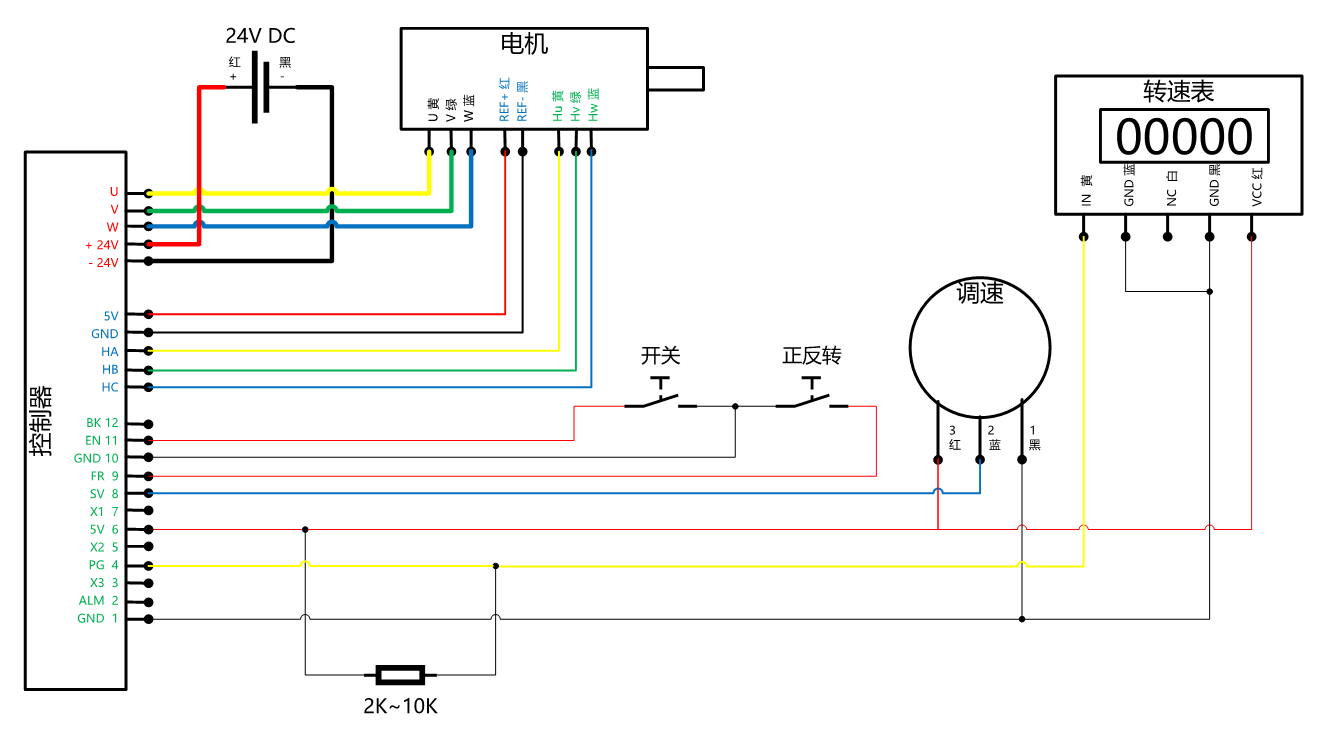 24V DC
红
+
黑
-
电机
U 黄
V 绿
W 蓝
REF+ 红
REF- 黑
Hu 黄
Hv 绿
Hw 蓝
转速表
00000
IN 黄
GND 蓝
NC 白
GND 黑
VCC 红
控制器
U
V
W
+ 24V
- 24V
5V
GND
HA
HB
HC
BK 12
EN 11
GND 10
FR 9
SV 8
X1 7
5V 6
X2 5
PG 4
X3 3
ALM 2
GND 1
开关
正反转
调速
3
红
2
蓝
1
黑
2K~10K